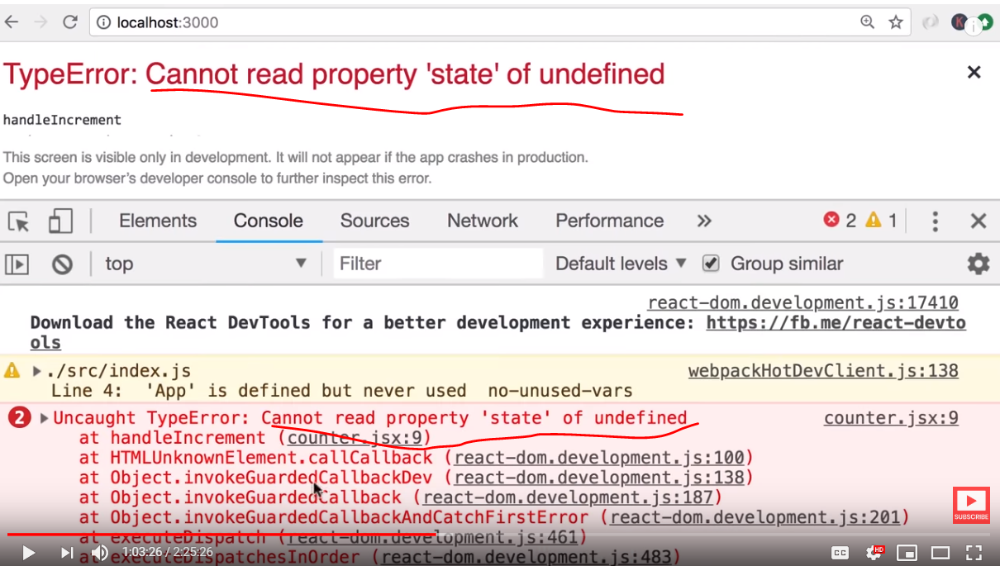 localhost:3000
K
TypeError: Cannot read property 'state' of undefined
handleIncrement
This screen is visible only in development. It will not appear if the app crashes in production.
Open your browser's developer console to further inspect this error.
Elements Console Sources Network Performance » 2 1
top Filter Default levels Group similar
react-dom.development.js:17410
Download the React DevTools for a better development experience: https://fb.me/react-devto
ols
./src/index.js webpackHotDevClient.js:138
Line 4: 'App' is defined but never used no-unused-vars
2 Uncaught TypeError: Cannot read property 'state' of undefined counter.jsx:9
at handleIncrement (counter.jsx:9)
at HTMLUnknownElement.callCallback (react-dom.development.js:100)
at Object.invokeGuardedCallbackDev (react-dom.development.js:138)
at Object.invokeGuardedCallback (react-dom.development.js:187)
at Object.invokeGuardedCallbackAndCatchFirstError (react-dom.development.js:201)
SUBSCRIBE
at executeDispatch (react-dom.development.js:461)
1:03:26 / 2:25:26 CC HD
at executeDispatchesInOrder (react-dom.development.js:483)